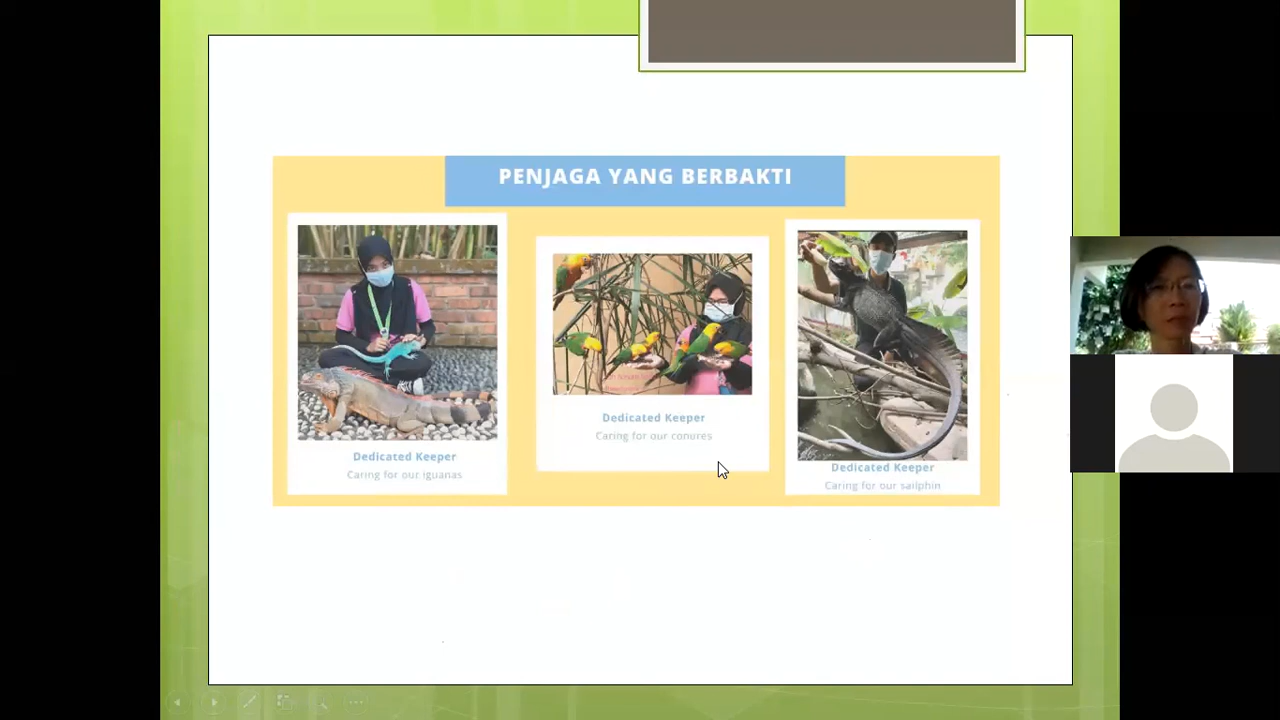 PENJAGA YANG BERBAKTI
Dedicated Keeper
Caring for our iguanas
Dedicated Keeper
Caring for our conures
Dedicated Keeper
Caring for our sailphin